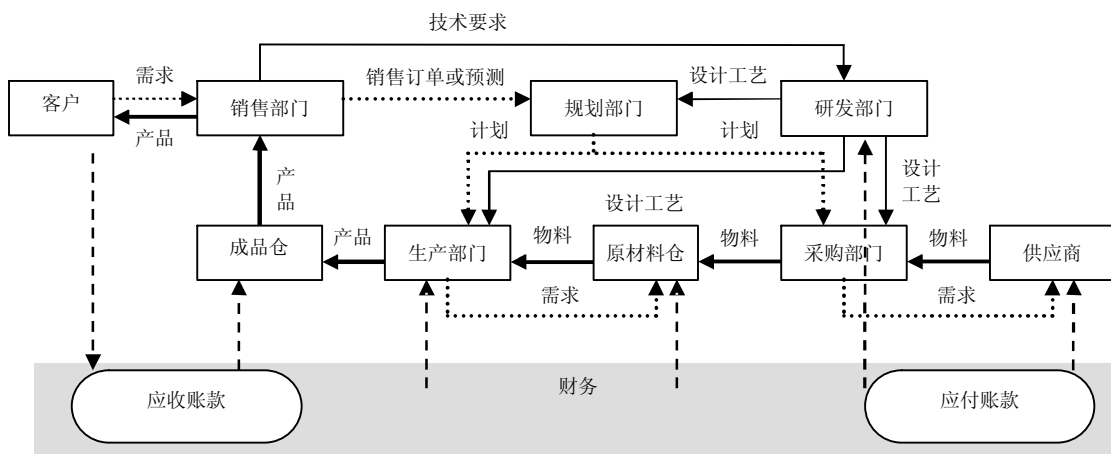 技术要求
需求
销售订单或预测
设计工艺
客户
销售部门
规划部门
研发部门
产品
计划
计划
产
品
设计
工艺
设计工艺
产品
物料
物料
物料
成品仓
生产部门
原材料仓
采购部门
供应商
需求
需求
财务
应收账款
应付账款